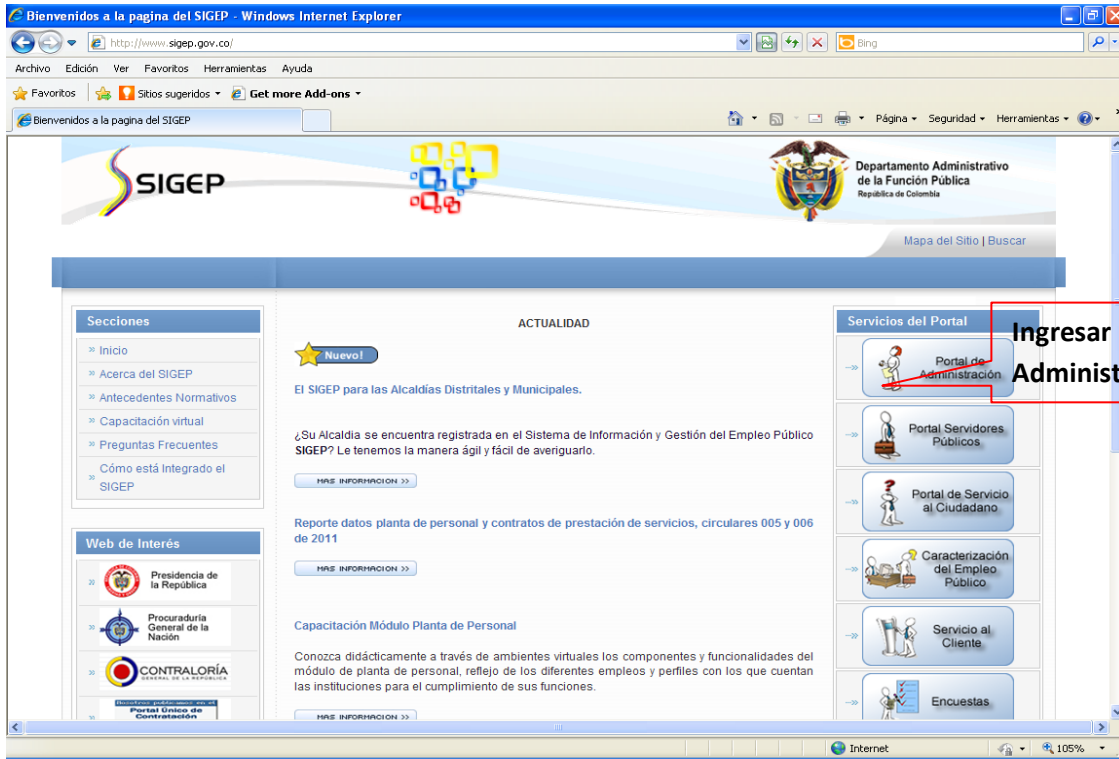 Bienvenidos a la pagina del SIGEP - Windows Internet Explorer
http://www.sigep.gov.co/
Bing
Archivo Edición Ver Favoritos Herramientas Ayuda
Favoritos Sitios sugeridos Get more Add-ons
Bienvenidos a la pagina del SIGEP
Página Seguridad Herramientas
SIGEP
Departamento Administrativo
de la Función Pública
República de Colombia
Mapa del Sitio | Buscar
Secciones
» Inicio
» Acerca del SIGEP
» Antecedentes Normativos
» Capacitación virtual
» Preguntas Frecuentes
» Cómo está Integrado el
SIGEP
Web de Interés
» Presidencia de
la República
» Procuraduría
General de la
Nación
» CONTRALORÍA
GENERAL DE LA REPÚBLICA
» Nosotros publicamos en el
Portal Único de
Contratación
ACTUALIDAD
Nuevo!
El SIGEP para las Alcaldías Distritales y Municipales.
¿Su Alcaldia se encuentra registrada en el Sistema de Información y Gestión del Empleo Público
SIGEP? Le tenemos la manera ágil y fácil de averiguarlo.
MAS INFORMACION >>
Reporte datos planta de personal y contratos de prestación de servicios, circulares 005 y 006
de 2011
MAS INFORMACION >>
Capacitación Módulo Planta de Personal
Conozca didácticamente a través de ambientes virtuales los componentes y funcionalidades del
módulo de planta de personal, reflejo de los diferentes empleos y perfiles con los que cuentan
las instituciones para el cumplimiento de sus funciones.
MAS INFORMACION >>
Servicios del Portal
Portal de
Administración
Portal Servidores
Públicos
Portal de Servicio
al Ciudadano
Caracterización
del Empleo
Público
Servicio al
Cliente
Encuestas
Ingresar
Administ
Internet
105%